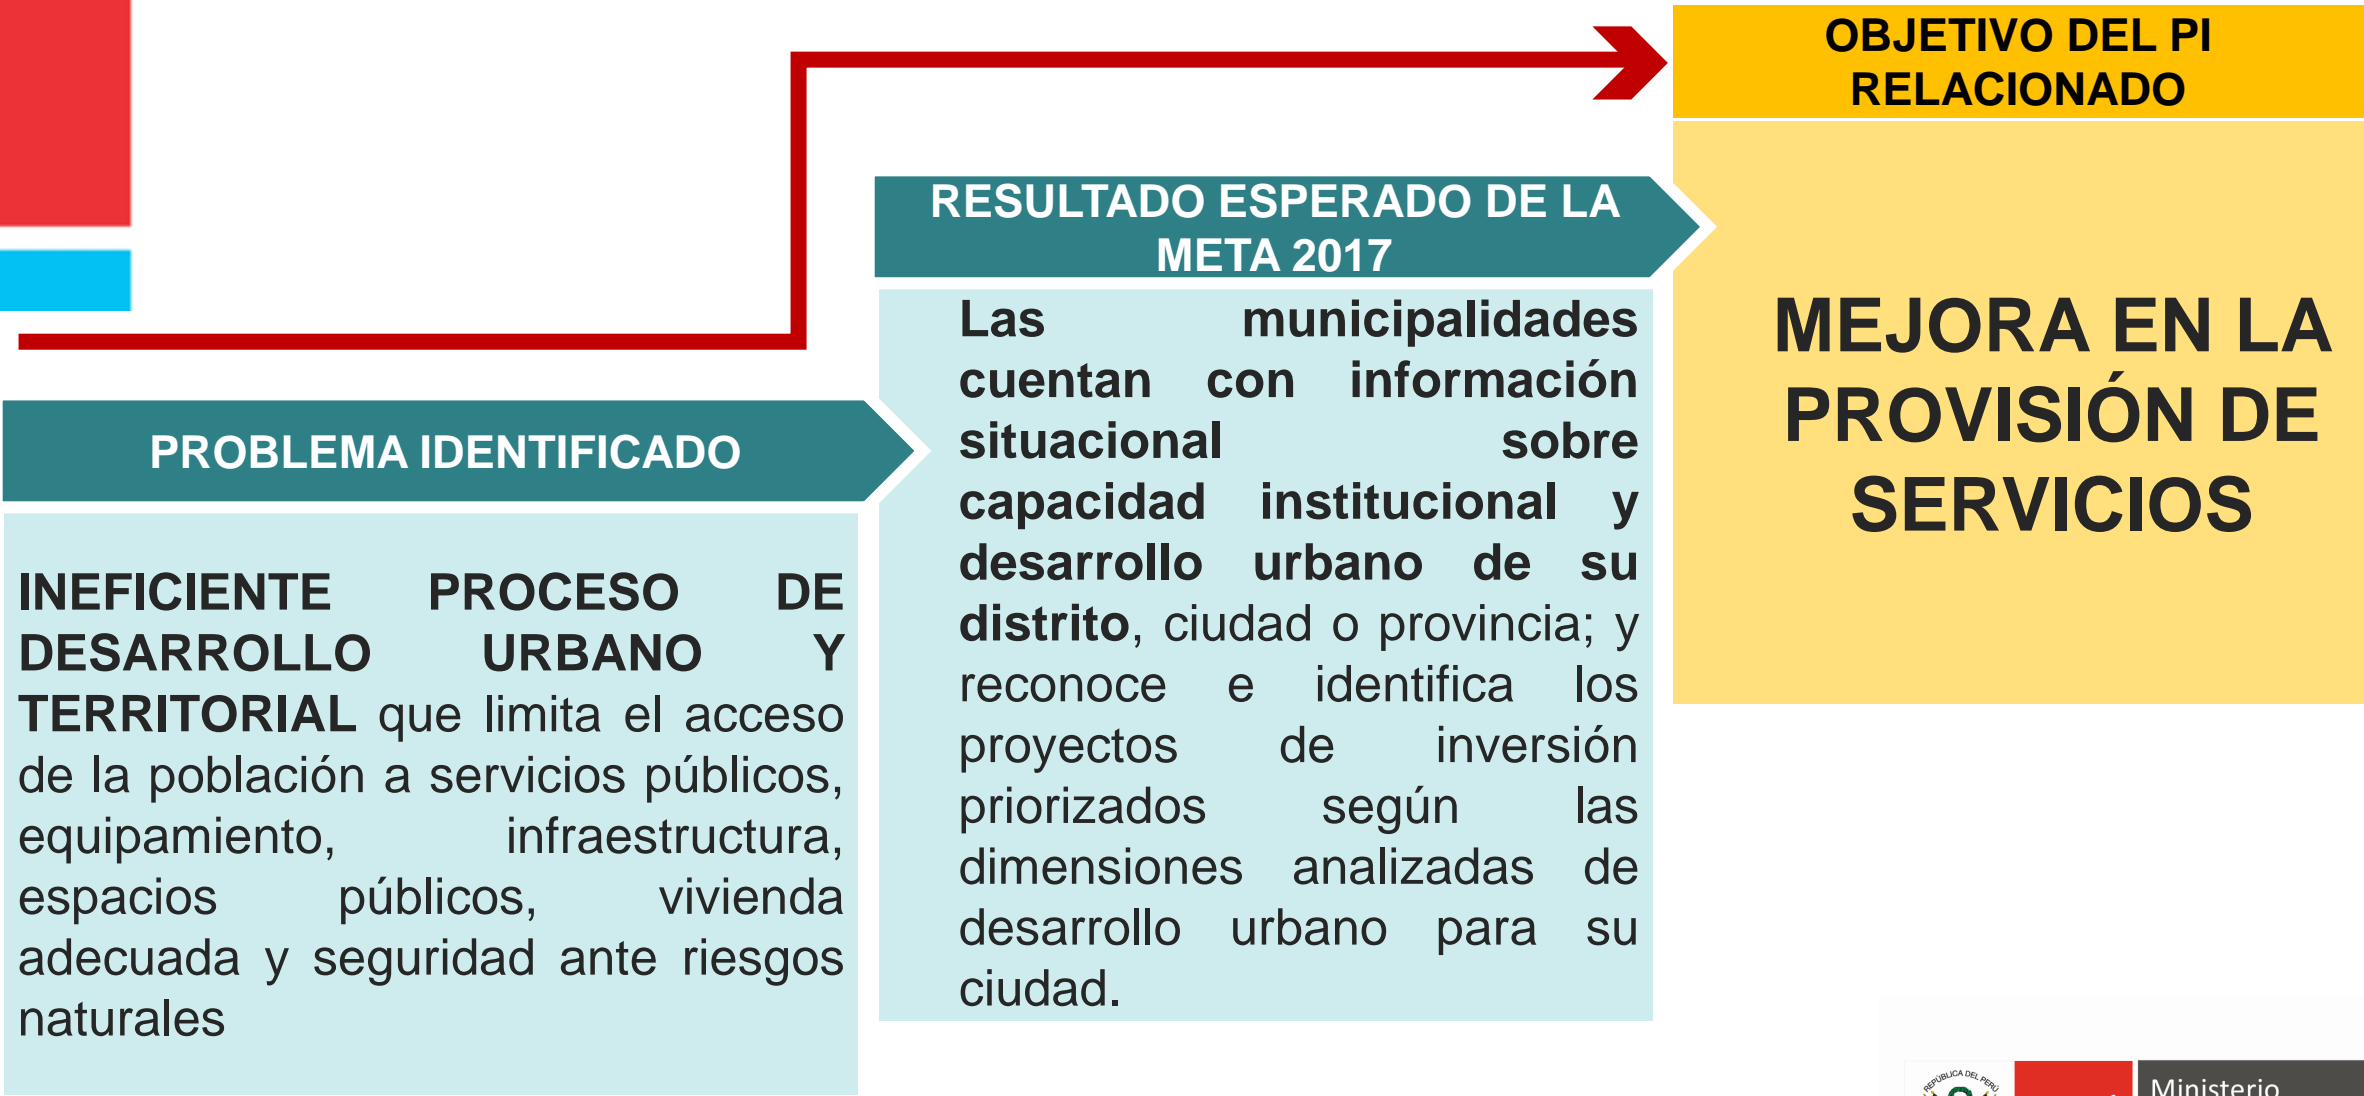 OBJETIVO DEL PI
RELACIONADO
MEJORA EN LA
PROVISIÓN DE
SERVICIOS
RESULTADO ESPERADO DE LA
META 2017
Las municipalidades
cuentan con información
situacional sobre
capacidad institucional y
desarrollo urbano de su
distrito, ciudad o provincia; y
reconoce e identifica los
proyectos de inversión
priorizados según las
dimensiones analizadas de
desarrollo urbano para su
ciudad.
PROBLEMA IDENTIFICADO
INEFICIENTE PROCESO DE
DESARROLLO URBANO Y
TERRITORIAL que limita el acceso
de la población a servicios públicos,
equipamiento, infraestructura,
espacios públicos, vivienda
adecuada y seguridad ante riesgos
naturales
REPÚBLICA DEL PERÚ
Ministerio